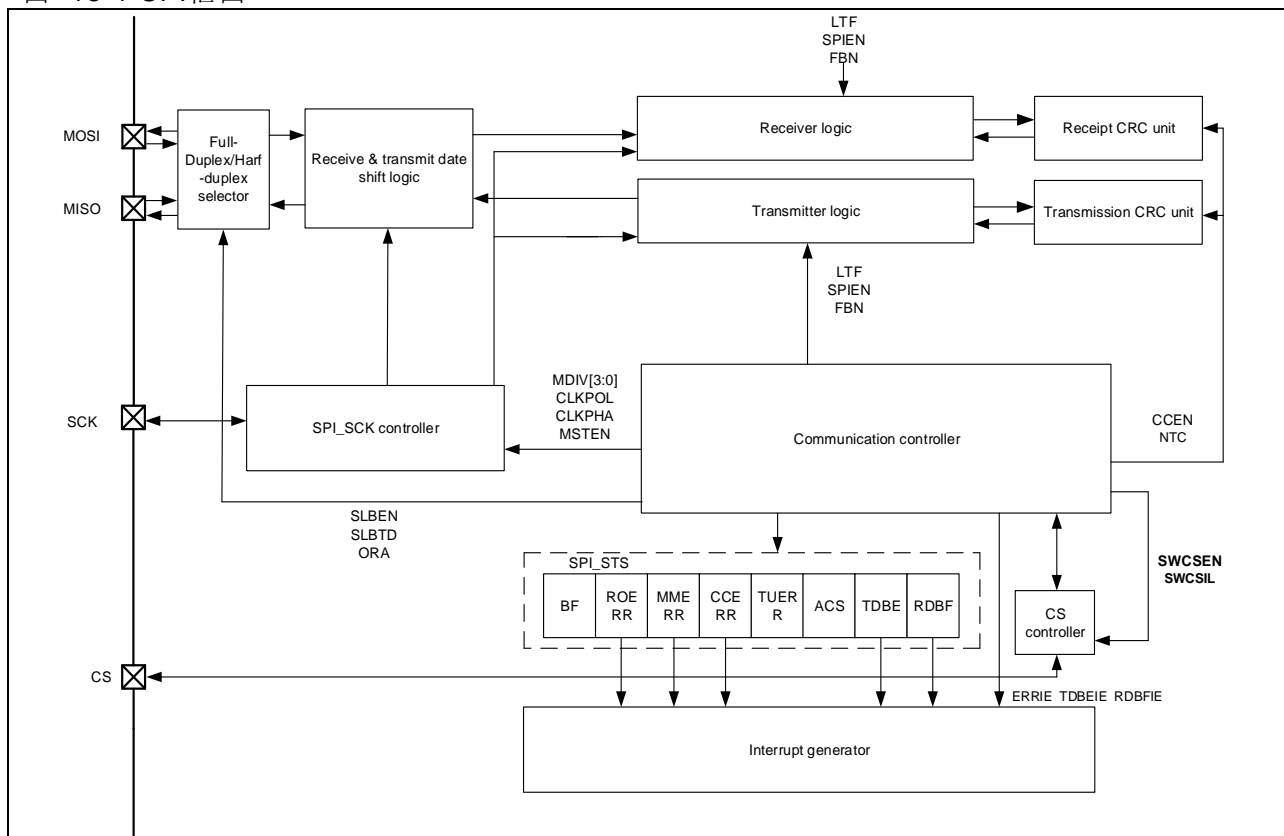 LTF
SPIEN
FBN
MOSI
MISO
Full-
Duplex/Harf
-duplex
selector
Receive & transmit date
shift logic
Receiver logic
Receipt CRC unit
Transmitter logic
Transmission CRC unit
LTF
SPIEN
FBN
SCK
SPI_SCK controller
MDIV[3:0]
CLKPOL
CLKPHA
MSTEN
Communication controller
CCEN
NTC
SLBEN
SLBTD
ORA
SPI_STS
BF
ROE
RR
MME
RR
CCE
RR
TUER
R
ACS
TDBE
RDBF
SWCSEN
SWCSIL
CS
controller
CS
ERRIE TDBEIE RDBFIE
Interrupt generator